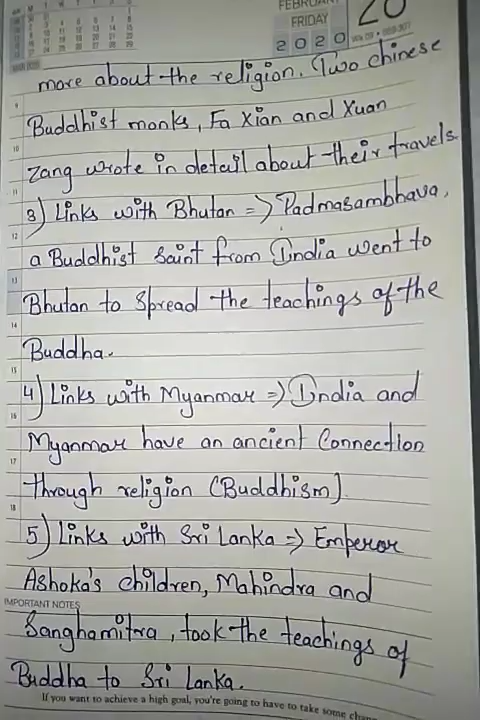 FEBRUARY
FRIDAY
20
2020
more about the religion. Two chinese
Buddhist monks, Fa Xian and Xuan
Zang wrote in detail about their travels.
3) Links with Bhutan => Padmasambhava,
a Buddhist Saint from India went to
Bhutan to Spread the teachings of the
Buddha.
4) Links with Myanmar => India and
Myanmar have an ancient Connection
through religion (Buddhism).
5) Links with Sri Lanka => Emperor
Ashoka's children, Mahindra and
IMPORTANT NOTES
Sanghamitra, took the teachings of
Buddha to Sri Lanka.
If you want to achieve a high goal, you're going to have to take some